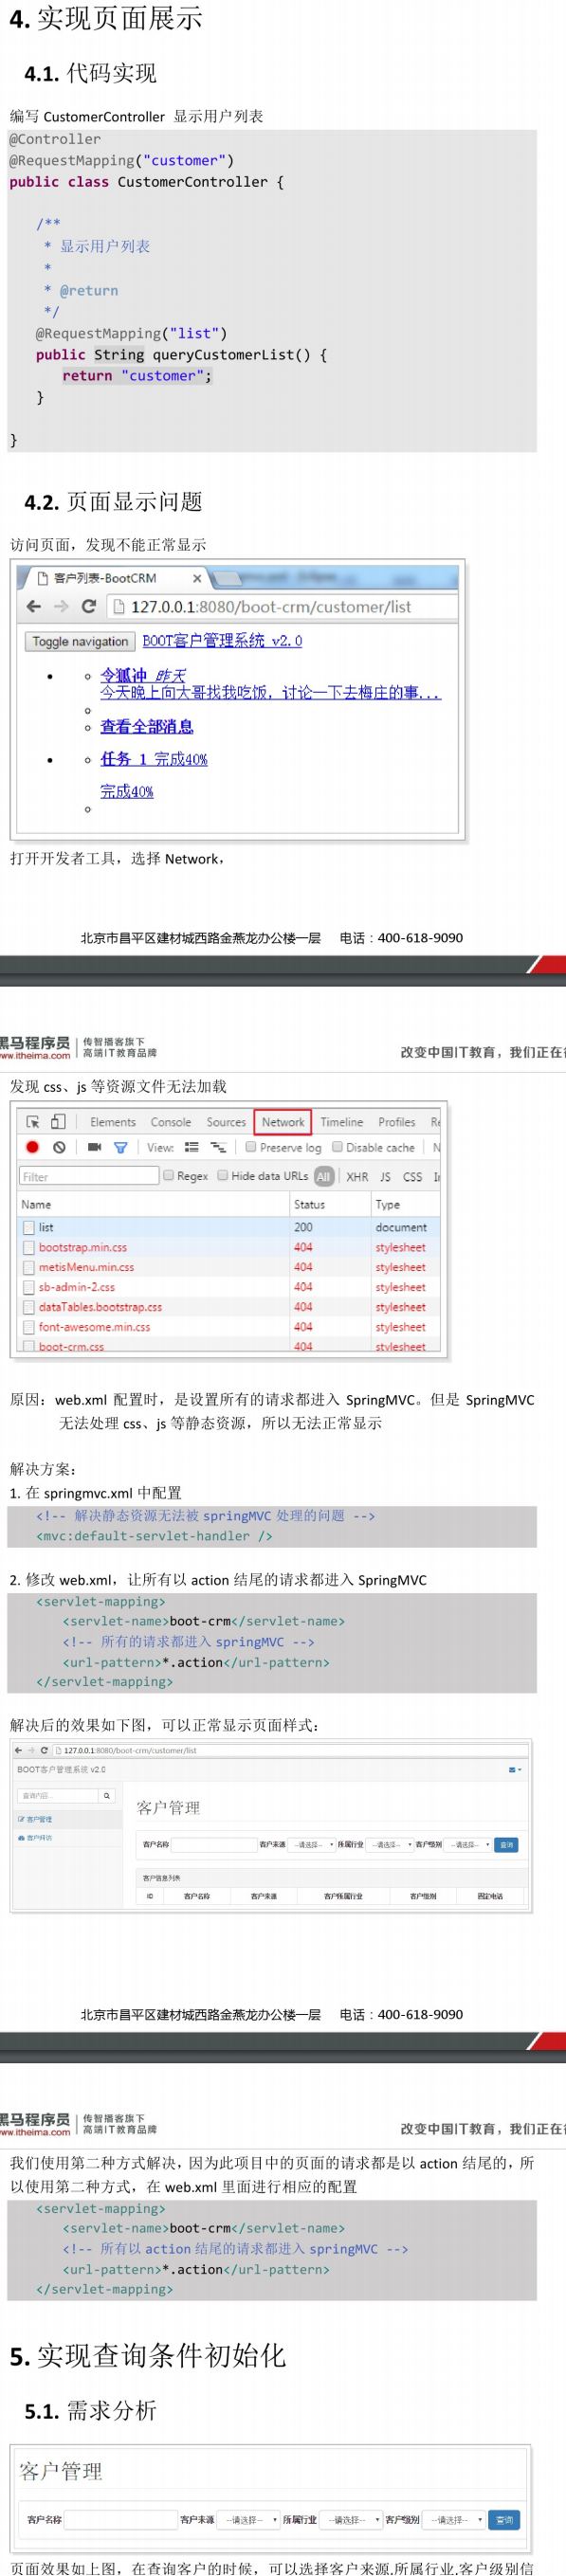 4. 实现页面展示
4.1. 代码实现
编写 CustomerController 显示用户列表
@Controller
@RequestMapping("customer")
public class CustomerController {
/**
* 显示用户列表
*
* @return
*/
@RequestMapping("list")
public String queryCustomerList() {
return "customer";
}
}
4.2. 页面显示问题
访问页面，发现不能正常显示
客户列表-BootCRM
127.0.0.1:8080/boot-crm/customer/list
Toggle navigation BOOT客户管理系统 v2.0
令狐冲 昨天
今天晚上向大哥找我吃饭，讨论一下去梅庄的事...
查看全部消息
任务 1 完成40%
完成40%
打开开发者工具，选择 Network，
北京市昌平区建材城西路金燕龙办公楼一层 电话：400-618-9090
黑马程序员 传智播客旗下
www.itheima.com 高端IT教育品牌
改变中国IT教育，我们正在
发现 css、js 等资源文件无法加载
Elements Console Sources Network Timeline Profiles Re
View: Preserve log Disable cache N
Filter Regex Hide data URLs All XHR JS CSS
Name Status Type
list 200 document
bootstrap.min.css 404 stylesheet
metisMenu.min.css 404 stylesheet
sb-admin-2.css 404 stylesheet
dataTables.bootstrap.css 404 stylesheet
font-awesome.min.css 404 stylesheet
boot-crm.css 404 stylesheet
原因：web.xml 配置时，是设置所有的请求都进入 SpringMVC。但是 SpringMVC
无法处理 css、js 等静态资源，所以无法正常显示
解决方案：
1. 在 springmvc.xml 中配置
<!-- 解决静态资源无法被 springMVC 处理的问题 -->
<mvc:default-servlet-handler />
2. 修改 web.xml，让所有以 action 结尾的请求都进入 SpringMVC
<servlet-mapping>
<servlet-name>boot-crm</servlet-name>
<!-- 所有的请求都进入 springMVC -->
<url-pattern>*.action</url-pattern>
</servlet-mapping>
解决后的效果如下图，可以正常显示页面样式：
127.0.0.1:8080/boot-crm/customer/list
BOOT客户管理系统 v2.0
查询内容...
客户管理
客户拜访
客户管理
客户名称 客户来源 --请选择-- 所属行业 --请选择-- 客户级别 --请选择-- 查询
客户信息列表
ID 客户名称 客户来源 客户所属行业 客户级别 固定电话
北京市昌平区建材城西路金燕龙办公楼一层 电话：400-618-9090
黑马程序员 传智播客旗下
www.itheima.com 高端IT教育品牌
改变中国IT教育，我们正在
我们使用第二种方式解决，因为此项目中的页面的请求都是以 action 结尾的，所
以使用第二种方式，在 web.xml 里面进行相应的配置
<servlet-mapping>
<servlet-name>boot-crm</servlet-name>
<!-- 所有以 action 结尾的请求都进入 springMVC -->
<url-pattern>*.action</url-pattern>
</servlet-mapping>
5. 实现查询条件初始化
5.1. 需求分析
客户管理
客户名称 客户来源 --请选择-- 所属行业 --请选择-- 客户级别 --请选择-- 查询
页面效果如上图，在查询客户的时候，可以选择客户来源,所属行业,客户级别信